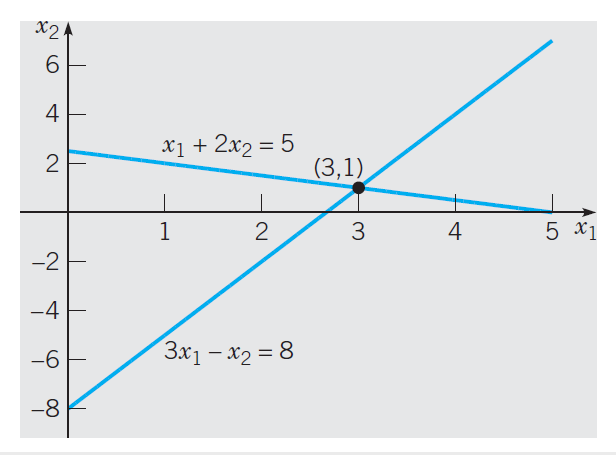 x₂
6
4
x₁ + 2x₂ = 5
(3,1)
2
1 2 3 4 5 x₁
−2
−4
3x₁ − x₂ = 8
−6
−8